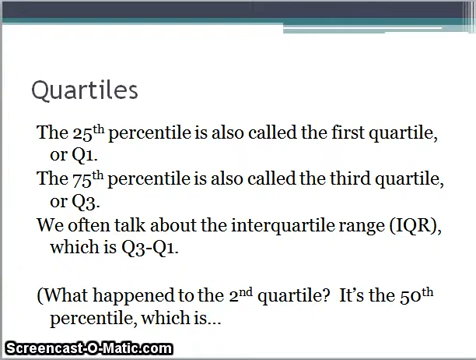 Quartiles
The 25th percentile is also called the first quartile,
or Q1.
The 75th percentile is also called the third quartile,
or Q3.
We often talk about the interquartile range (IQR),
which is Q3-Q1.
(What happened to the 2nd quartile? It's the 50th
percentile, which is...
Screencast-O-Matic.com